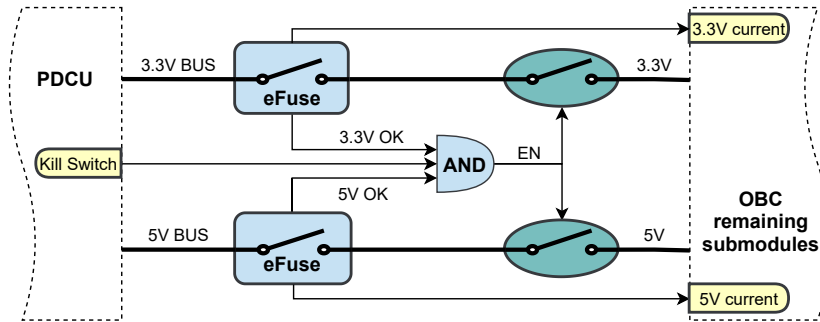 3.3V BUS
3.3V current
PDCU
3.3V
eFuse
3.3V OK
Kill Switch
AND
EN
5V OK
5V BUS
5V
eFuse
OBC
remaining
submodules
5V current